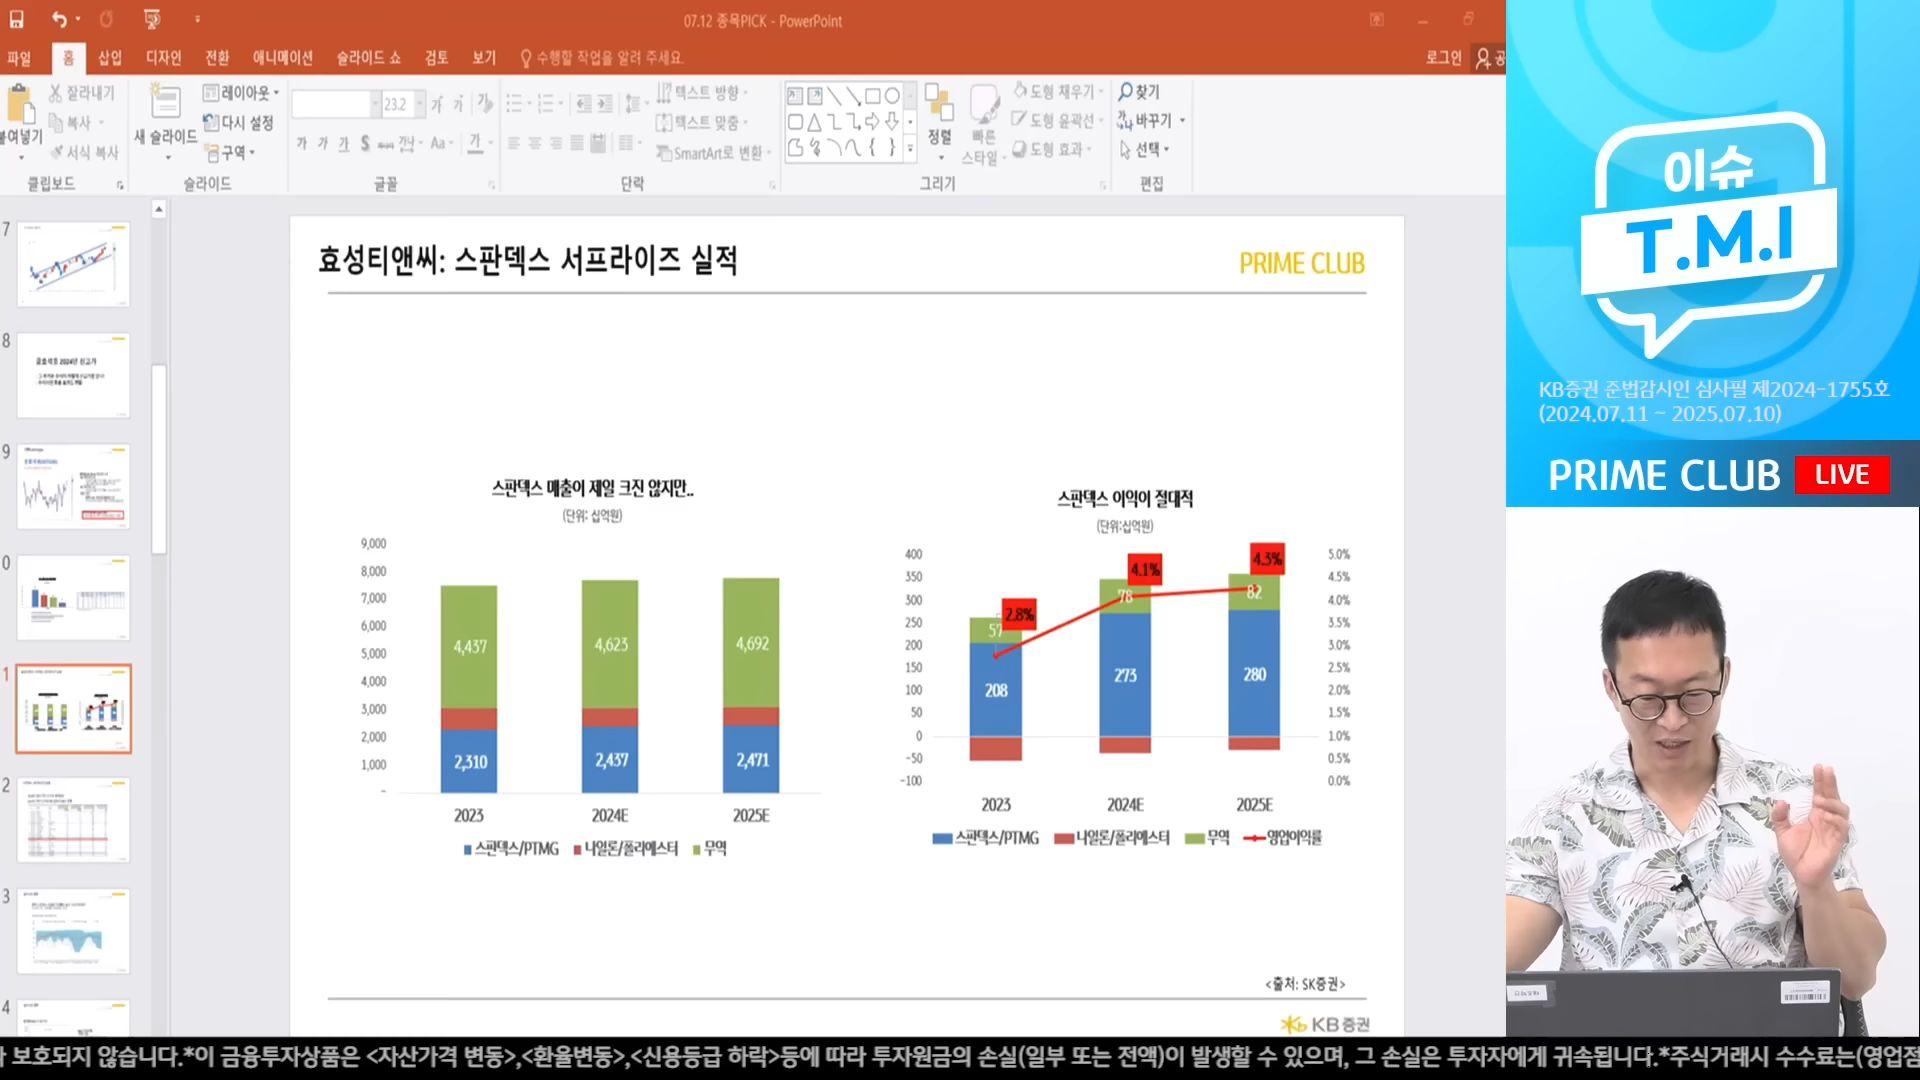 07.12 종목PICK - PowerPoint
파일 홈 삽입 디자인 전환 애니메이션 슬라이드 쇼 검토 보기 수행할 작업을 알려 주세요.
로그인
잘라내기
복사
서식 복사
클립보드
새 슬라이드
레이아웃
다시 설정
구역
슬라이드
23.2
글꼴
텍스트 방향
텍스트 맞춤
SmartArt로 변환
단락
정렬
빠른 스타일
도형 채우기
도형 윤곽선
도형 효과
그리기
찾기
바꾸기
선택
편집
7
8
9
0
1
2
3
4
효성티앤씨: 스판덱스 서프라이즈 실적
PRIME CLUB
스판덱스 매출이 제일 크진 않지만..
(단위: 십억원)
9,000
8,000
7,000
6,000
5,000
4,000
3,000
2,000
1,000
-
4,437 4,623 4,692
2,310 2,437 2,471
2023 2024E 2025E
스판덱스/PTMG 나일론/폴리에스터 무역
스판덱스 이익이 절대적
(단위:십억원)
400
350
300
250
200
150
100
50
0
-50
-100
5.0%
4.5%
4.0%
3.5%
3.0%
2.5%
2.0%
1.5%
1.0%
0.5%
0.0%
2.8% 4.1% 4.3%
57 78 82
208 273 280
2023 2024E 2025E
스판덱스/PTMG 나일론/폴리에스터 무역 영업이익률
<출처: SK증권>
KB증권
이슈
T.M.I
KB증권 준법감시인 심사필 제2024-1755호
(2024.07.11 ~ 2025.07.10)
PRIME CLUB LIVE
보호되지 않습니다.*이 금융투자상품은 <자산가격 변동>,<환율변동>,<신용등급 하락>등에 따라 투자원금의 손실(일부 또는 전액)이 발생할 수 있으며, 그 손실은 투자자에게 귀속됩니다.*주식거래시 수수료는(영업점